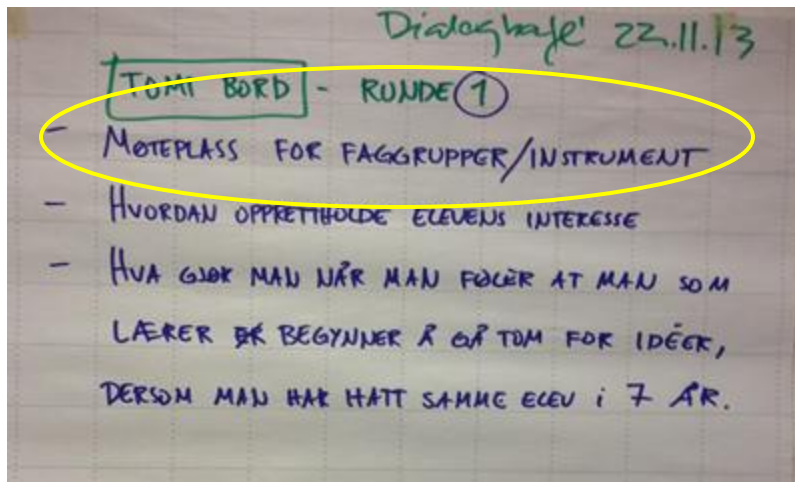 Dialogkafé 22.11.13
TOMI BORD - RUNDE 1
- MØTEPLASS FOR FAGGRUPPER/INSTRUMENT
- HVORDAN OPPRETTHOLDE ELEVENS INTERESSE
- HVA GJØR MAN NÅR MAN FØLER AT MAN SOM
LÆRER BEGYNNER Å GÅ TOM FOR IDÉER,
DERSOM MAN HAR HATT SAMME ELEV i 7 ÅR.